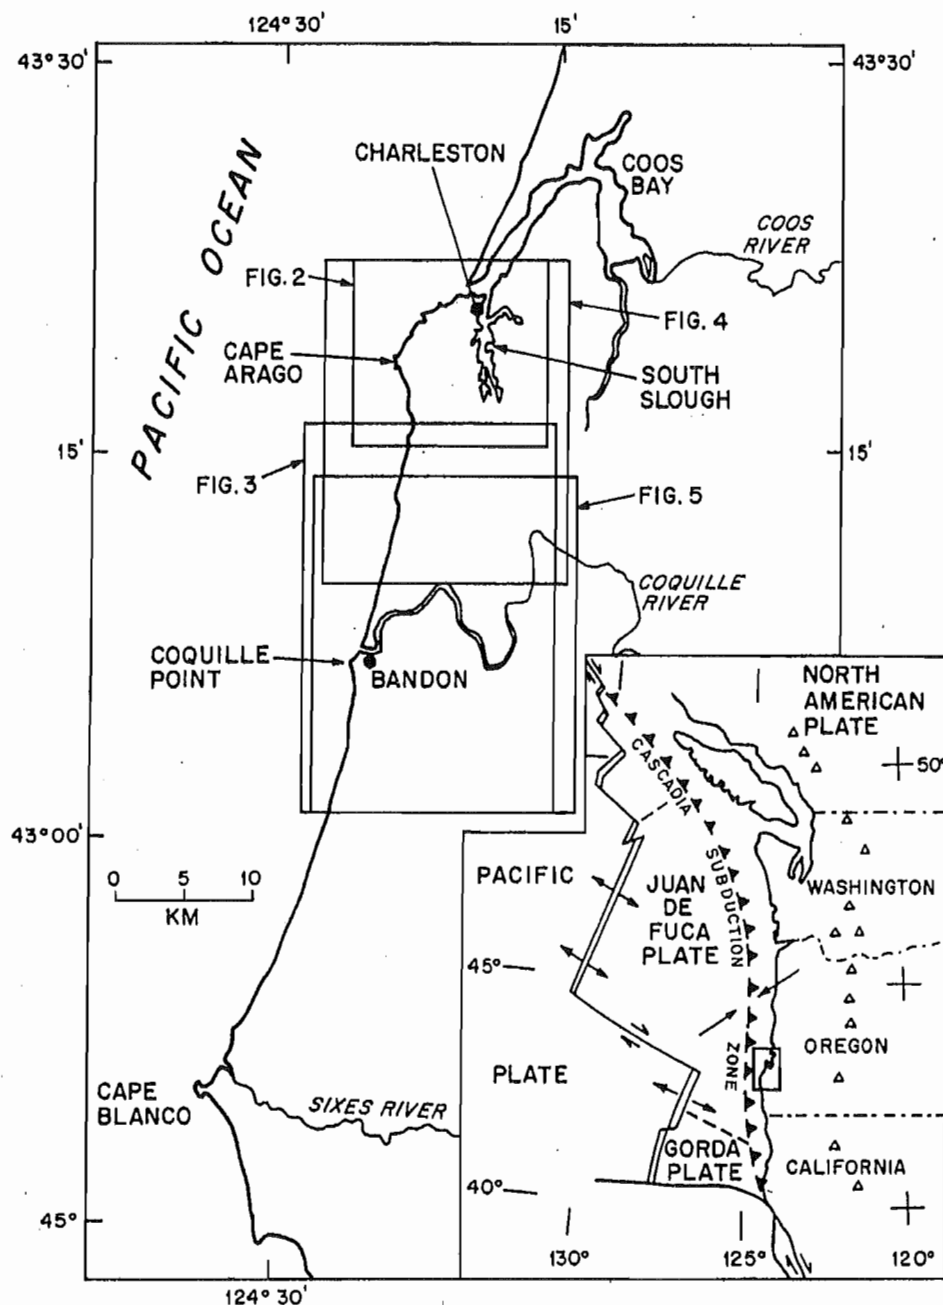 124° 30'
15'
43° 30'
43° 30'
PACIFIC OCEAN
CHARLESTON
COOS
BAY
COOS
RIVER
FIG. 2
FIG. 4
CAPE
ARAGO
SOUTH
SLOUGH
15'
15'
FIG. 3
FIG. 5
COQUILLE
RIVER
COQUILLE
POINT
BANDON
43° 00'
0 5 10
KM
CAPE
BLANCO
SIXES RIVER
45°
124° 30'
NORTH
AMERICAN
PLATE
50°
CASCADIA
SUBDUCTION
ZONE
PACIFIC
PLATE
JUAN
DE
FUCA
PLATE
WASHINGTON
45°
OREGON
GORDA
PLATE
CALIFORNIA
40°
130°
125°
120°